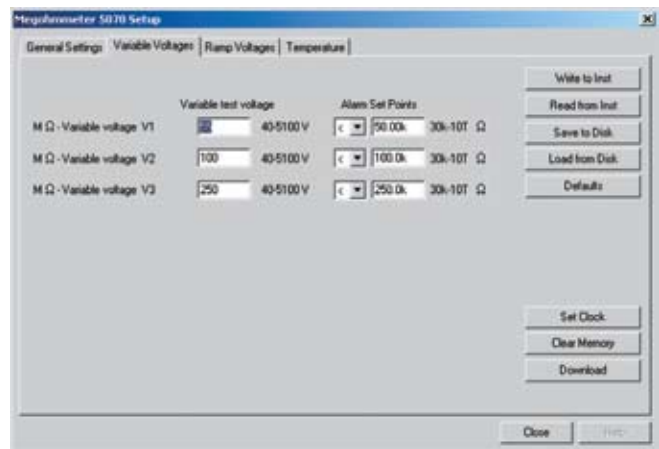 Megohmmeter 5070 Setup
General Settings Variable Voltages Ramp Voltages Temperature
Write to Inst
Variable test voltage Alarm Set Points Read from Inst
M Ω - Variable voltage V1 40-5100 V < 50.00k 30k-10T Ω Save to Disk
M Ω - Variable voltage V2 100 40-5100 V < 100.0k 30k-10T Ω Load from Disk
M Ω - Variable voltage V3 250 40-5100 V < 250.0k 30k-10T Ω Defaults
Set Clock
Clear Memory
Download
Close